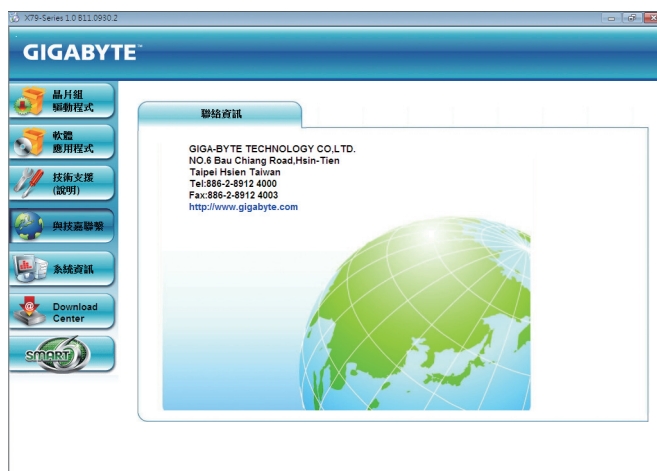 X79-Series 1.0 B11.0930.2
GIGABYTE™
晶片組
驅動程式
軟體
應用程式
技術支援
(說明)
與技嘉聯繫
系統資訊
Download
Center
SMART6
聯絡資訊
GIGA-BYTE TECHNOLOGY CO,LTD.
NO.6 Bau Chiang Road,Hsin-Tien
Taipei Hsien Taiwan
Tel:886-2-8912 4000
Fax:886-2-8912 4003
http://www.gigabyte.com